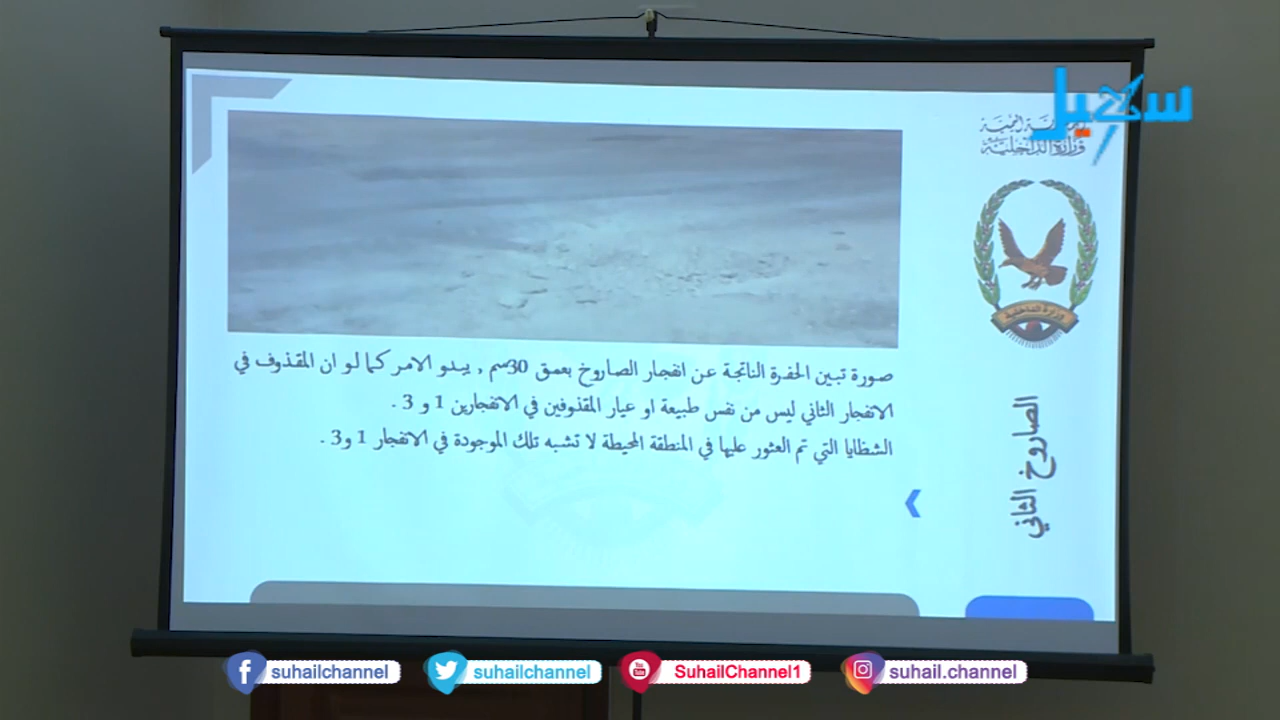 سهيل
وزارة الداخلية
وزارة الداخلية
صورة تبين الحفرة الناتجة عن انفجار الصاروخ بعمق 30سم , يبدو الامر كما لو ان المقذوف في
الانفجار الثاني ليس من نفس طبيعة او عيار المقذوفين في الانفجارين 1 و 3 .
الشظايا التي تم العثور عليها في المنطقة المحيطة لا تشبه تلك الموجودة في الانفجار 1 و3 .
الصاروخ الثاني
suhailchannel
suhailchannel
SuhailChannel1
suhail.channel